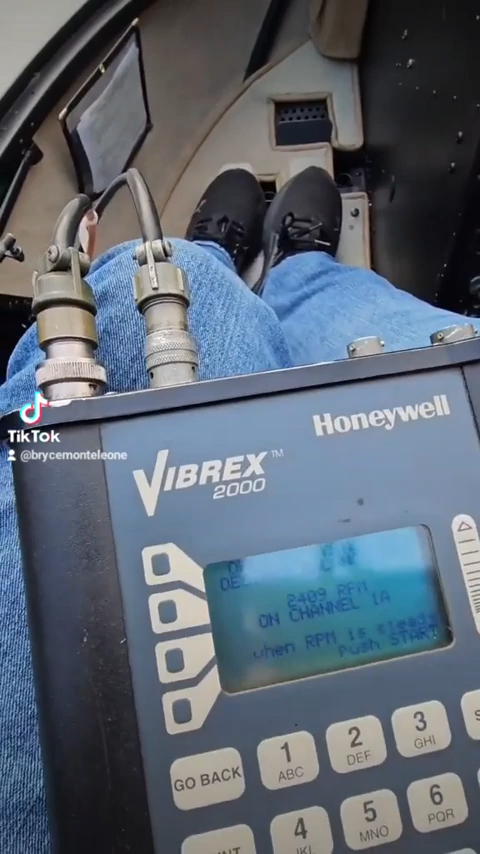 Honeywell
VIBREX™
2000
TikTok
@brycemonteleone
2409 RPM
ON CHANNEL 1A
when RPM is steady
Push START
GO BACK
1
ABC
2
DEF
3
GHI
4
JKL
5
MNO
6
PQR